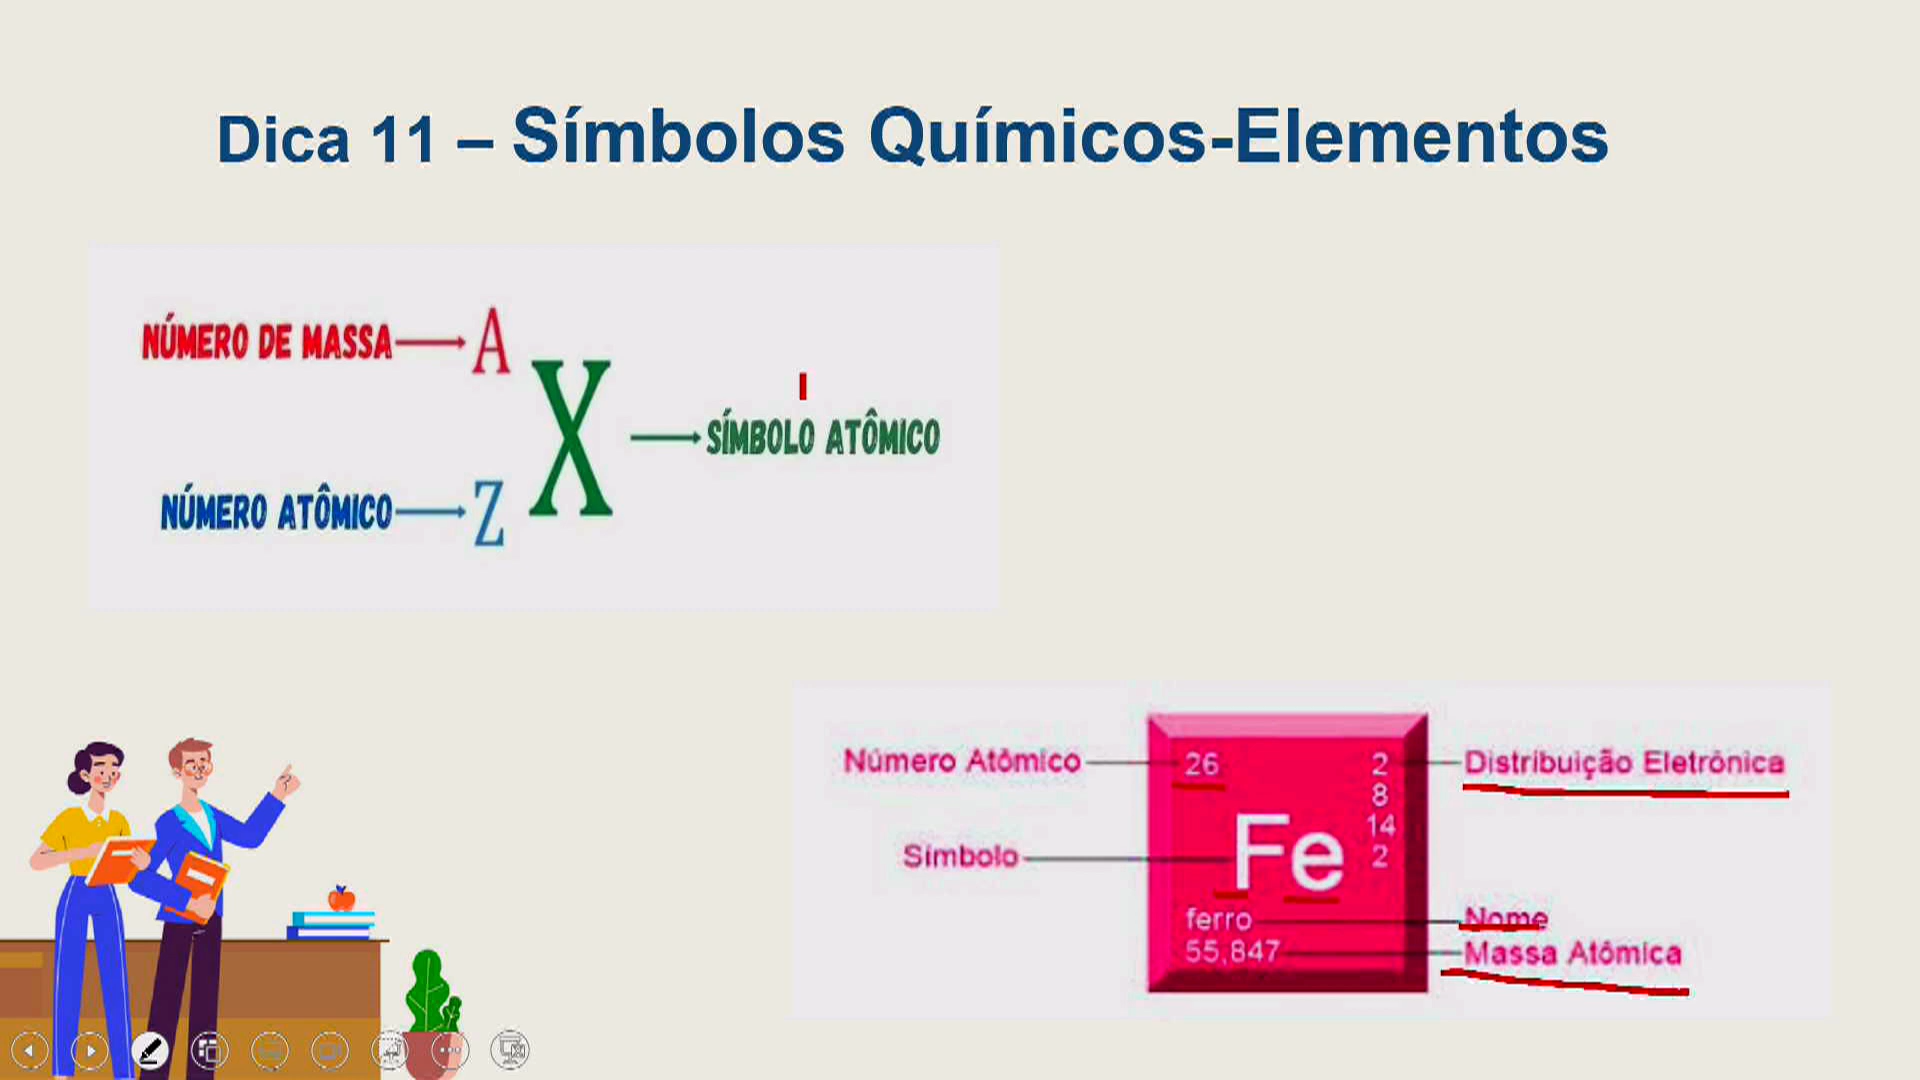 Dica 11 – Símbolos Químicos-Elementos
NÚMERO DE MASSA
A
X
SÍMBOLO ATÔMICO
NÚMERO ATÔMICO
Z
Número Atômico
26
2
Distribuição Eletrônica
8
14
Símbolo
Fe
2
ferro
Nome
55,847
Massa Atômica